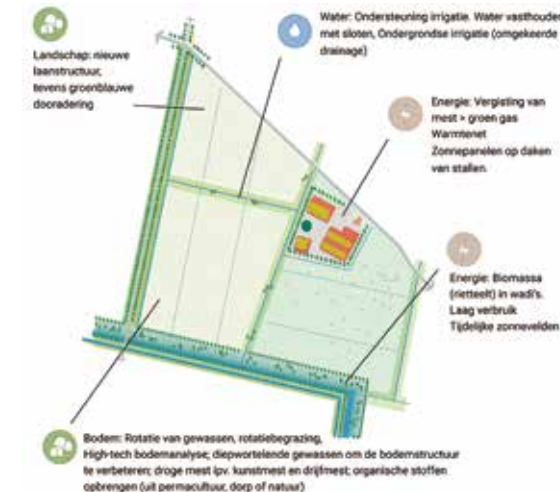 Landschap: nieuwe
laanstructuur,
tevens groenblauwe
dooradering
Water: Ondersteuning irrigatie. Water vasthouden
met sloten, Ondergrondse irrigatie (omgekeerde
drainage)
Energie: Vergisting van
mest > groen gas
Warmtenet
Zonnepanelen op daken
van stallen
Energie: Biomassa
(rietteelt) in wadi's.
Laag verbruik
Tijdelijke zonnevelden
Bodem: Rotatie van gewassen, rotatiebegrazing,
High-tech bodemanalyse; diepwortelende gewassen om de bodemstructuur
te verbeteren; droge mest ipv. kunstmest en drijfmest; organische stoffen
opbrengen (uit permacultuur, dorp of natuur)